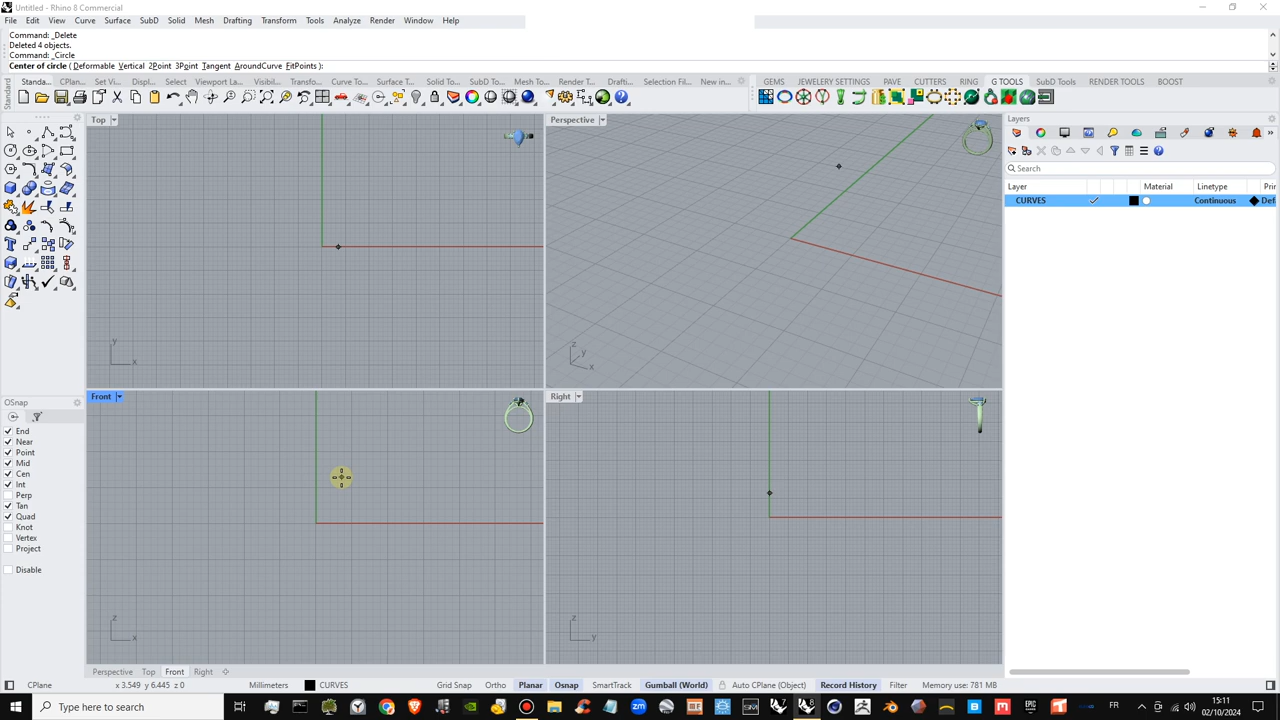 Untitled - Rhino 8 Commercial
File Edit View Curve Surface SubD Solid Mesh Drafting Transform Tools Analyze Render Window Help
Command: _Delete
Deleted 4 objects.
Command: _Circle
Center of circle ( Deformable Vertical 2Point 3Point Tangent AroundCurve FitPoints ):
Standard
Standa... CPlan... Set Vi... Displ... Select Viewport La... Visibil... Transfo... Curve To... Surface T... Solid To... SubD To... Mesh To... Render T... Drafti... Selection Fil... New in... GEMS JEWELERY SETTINGS PAVE CUTTERS RING G TOOLS SubD Tools RENDER TOOLS BOOST
Top
Perspective
Layers
Search
Layer Material Linetype Pri
CURVES Continuous Def
y
x
z
y
x
Front
Right
OSnap
End
Near
Point
Mid
Cen
Int
Perp
Tan
Quad
Knot
Vertex
Project
Disable
z
x
z
y
Perspective Top Front Right
CPlane x 3.549 y 6.445 z 0 Millimeters CURVES Grid Snap Ortho Planar Osnap SmartTrack Gumball (World) Auto CPlane (Object) Record History Filter Memory use: 781 MB
Type here to search
FR
15:11
02/10/2024